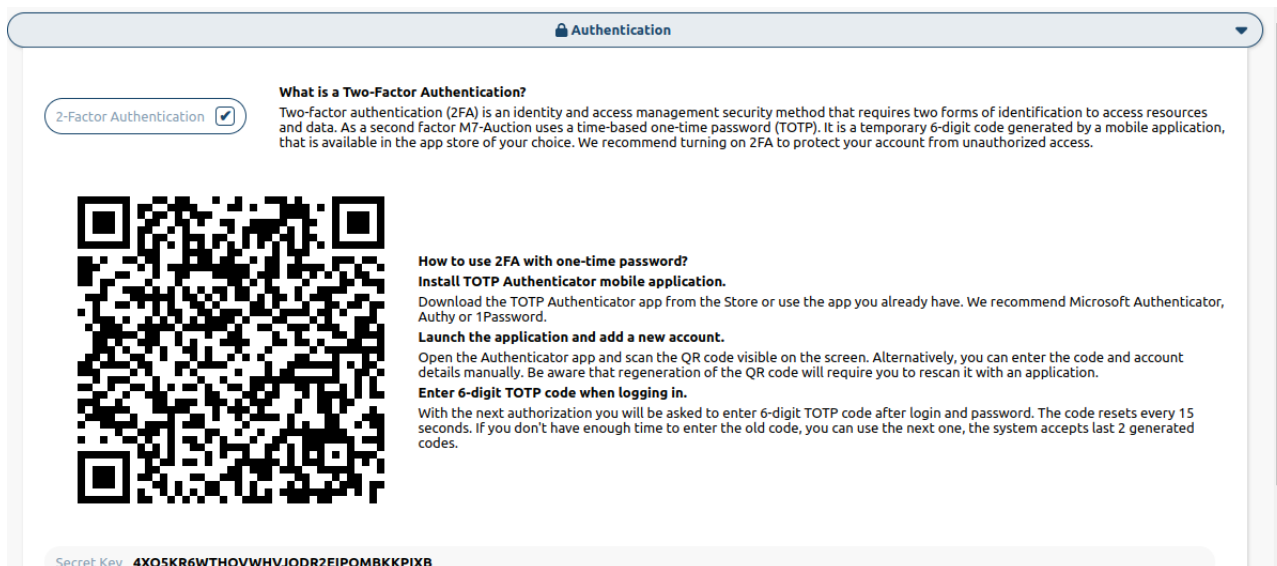 Authentication
2-Factor Authentication
What is a Two-Factor Authentication?
Two-factor authentication (2FA) is an identity and access management security method that requires two forms of identification to access resources
and data. As a second factor M7-Auction uses a time-based one-time password (TOTP). It is a temporary 6-digit code generated by a mobile application,
that is available in the app store of your choice. We recommend turning on 2FA to protect your account from unauthorized access.
How to use 2FA with one-time password?
Install TOTP Authenticator mobile application.
Download the TOTP Authenticator app from the Store or use the app you already have. We recommend Microsoft Authenticator,
Authy or 1Password.
Launch the application and add a new account.
Open the Authenticator app and scan the QR code visible on the screen. Alternatively, you can enter the code and account
details manually. Be aware that regeneration of the QR code will require you to rescan it with an application.
Enter 6-digit TOTP code when logging in.
With the next authorization you will be asked to enter 6-digit TOTP code after login and password. The code resets every 15
seconds. If you don't have enough time to enter the old code, you can use the next one, the system accepts last 2 generated
codes.
Secret Key